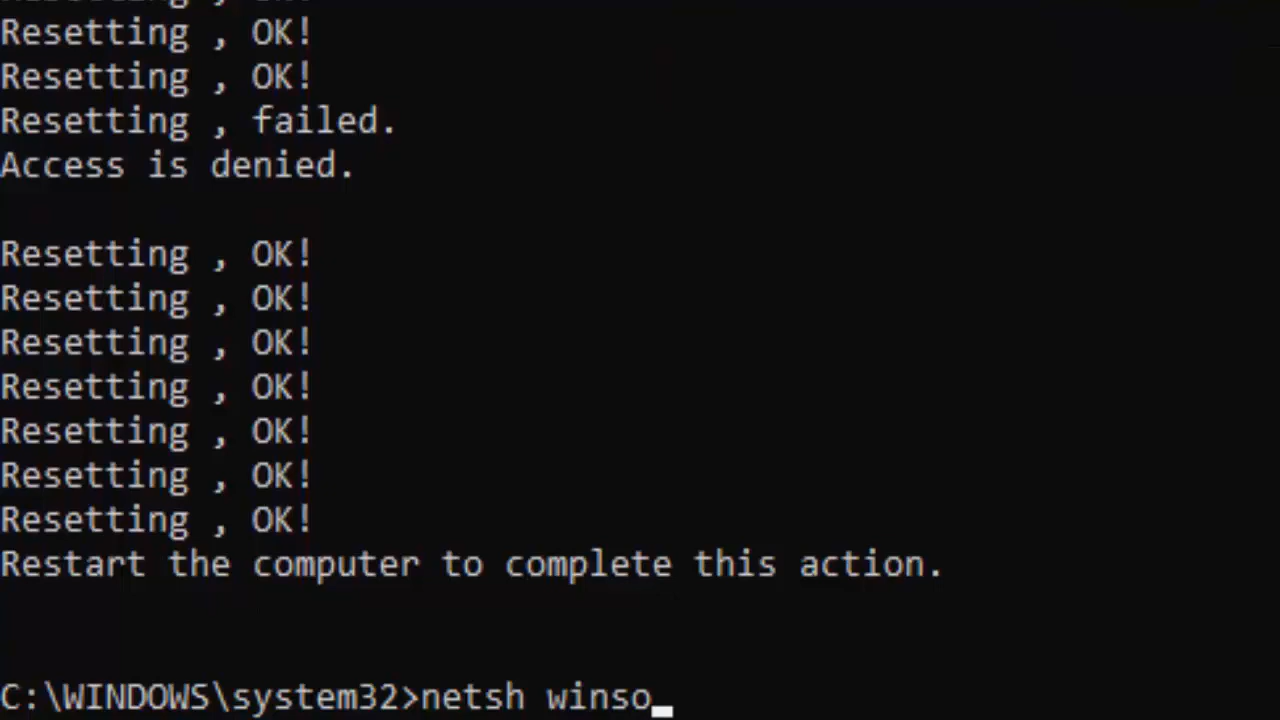 Resetting , OK!
Resetting , OK!
Resetting , failed.
Access is denied.
Resetting , OK!
Resetting , OK!
Resetting , OK!
Resetting , OK!
Resetting , OK!
Resetting , OK!
Resetting , OK!
Restart the computer to complete this action.
C:\WINDOWS\system32>netsh winso